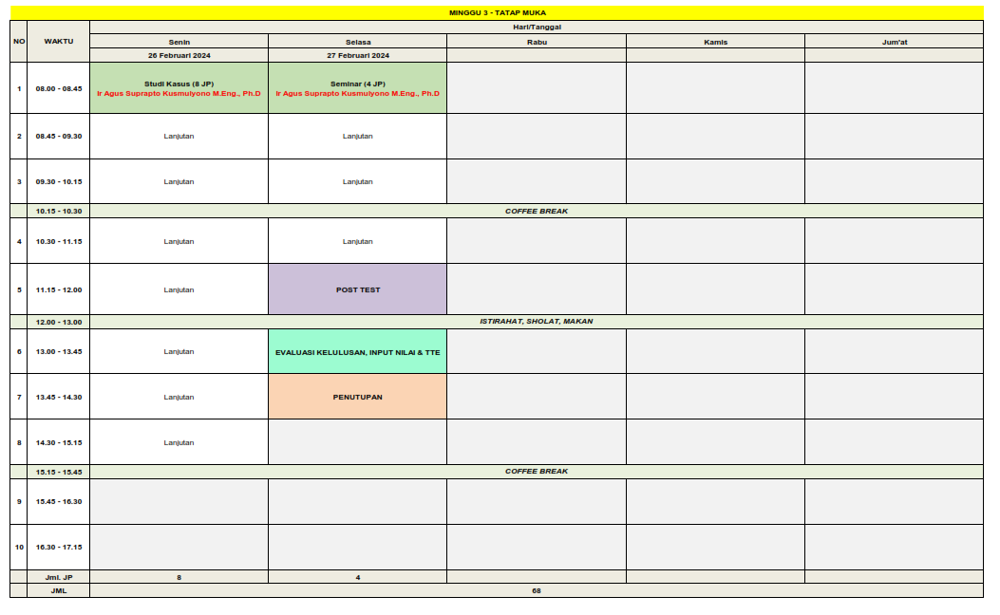 MINGGU 3 - TATAP MUKA
NO WAKTU Hari/Tanggal
Senin Selasa Rabu Kamis Jum'at
26 Februari 2024 27 Februari 2024
1 08.00 - 08.45 Studi Kasus (8 JP) Seminar (4 JP)
Ir Agus Suprapto Kusmulyono M.Eng., Ph.D Ir Agus Suprapto Kusmulyono M.Eng., Ph.D
2 08.45 - 09.30 Lanjutan Lanjutan
3 09.30 - 10.15 Lanjutan Lanjutan
10.15 - 10.30 COFFEE BREAK
4 10.30 - 11.15 Lanjutan Lanjutan
5 11.15 - 12.00 Lanjutan POST TEST
12.00 - 13.00 ISTIRAHAT, SHOLAT, MAKAN
6 13.00 - 13.45 Lanjutan EVALUASI KELULUSAN, INPUT NILAI & TTE
7 13.45 - 14.30 Lanjutan PENUTUPAN
8 14.30 - 15.15 Lanjutan
15.15 - 15.45 COFFEE BREAK
9 15.45 - 16.30
10 16.30 - 17.15
Jml. JP 8 4
JML 68